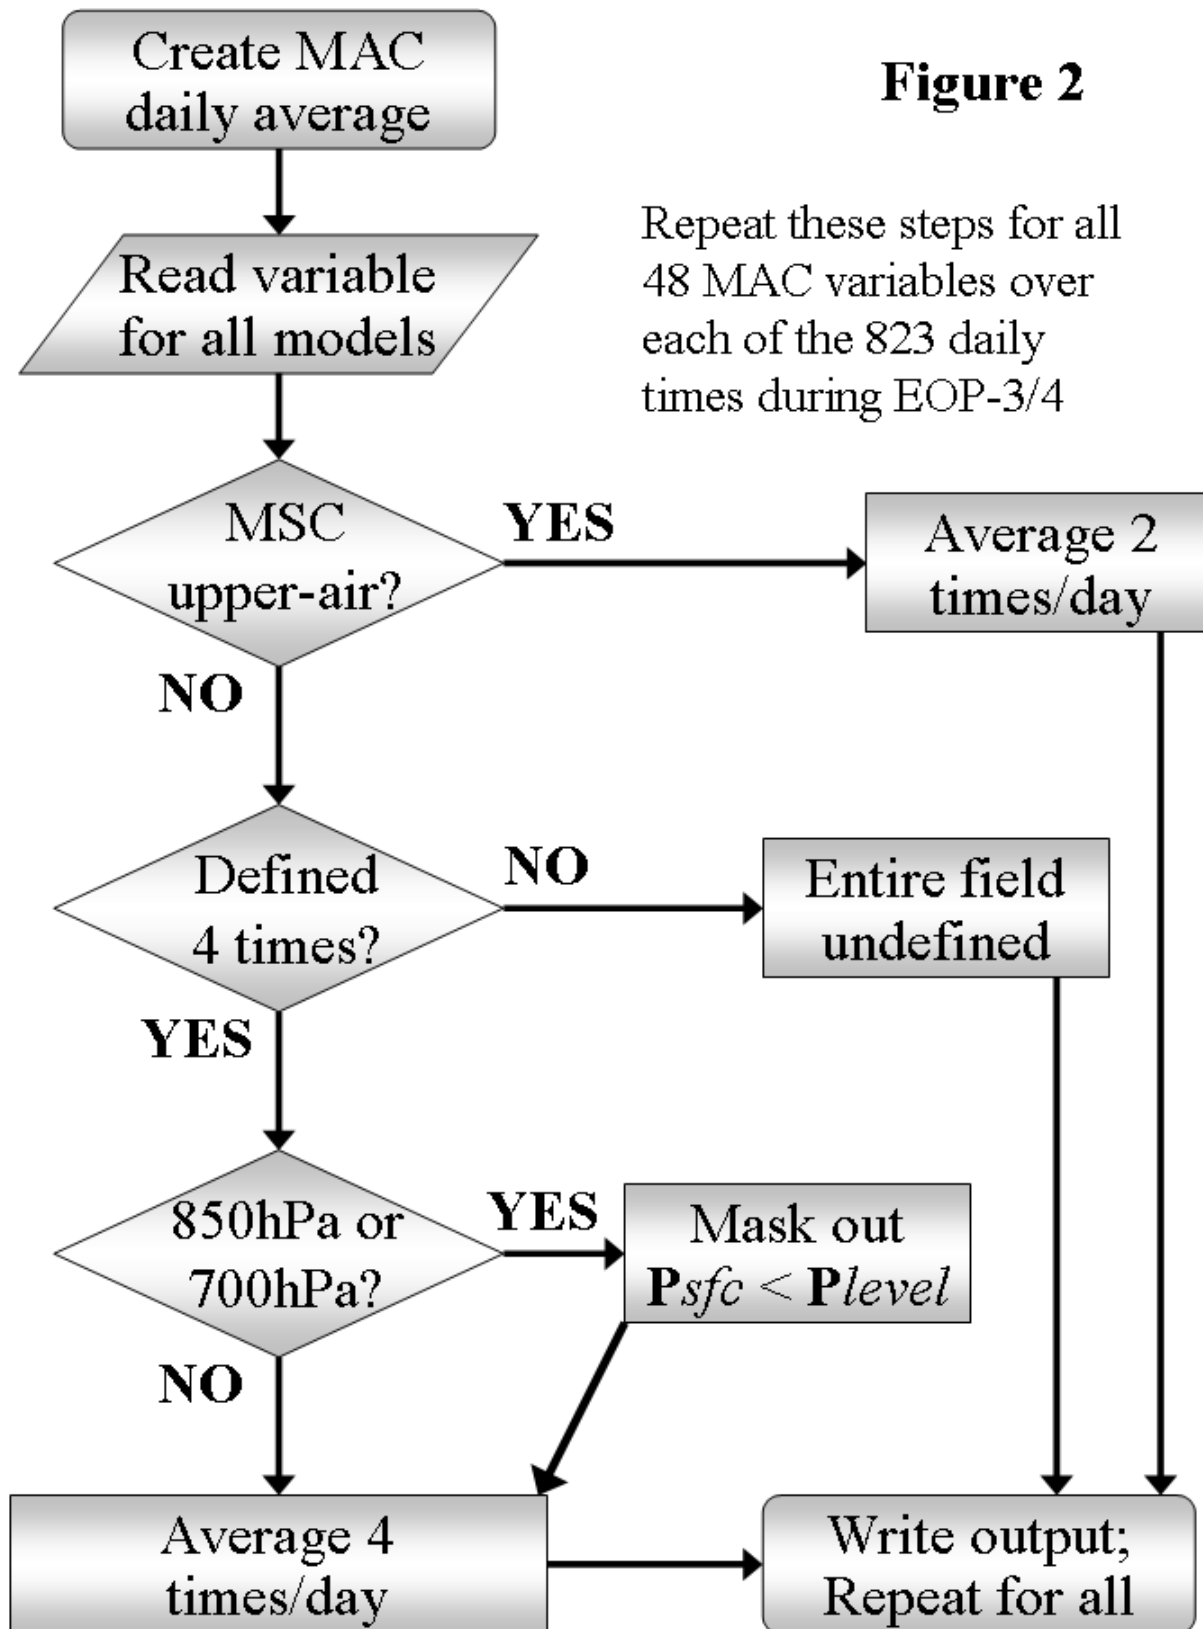 Create MAC
daily average
Figure 2
Read variable
for all models
Repeat these steps for all
48 MAC variables over
each of the 823 daily
times during EOP-3/4
MSC
upper-air?
YES
Average 2
times/day
NO
Defined
4 times?
NO
Entire field
undefined
YES
850hPa or
700hPa?
YES
Mask out
Psfc < Plevel
NO
Average 4
times/day
Write output;
Repeat for all